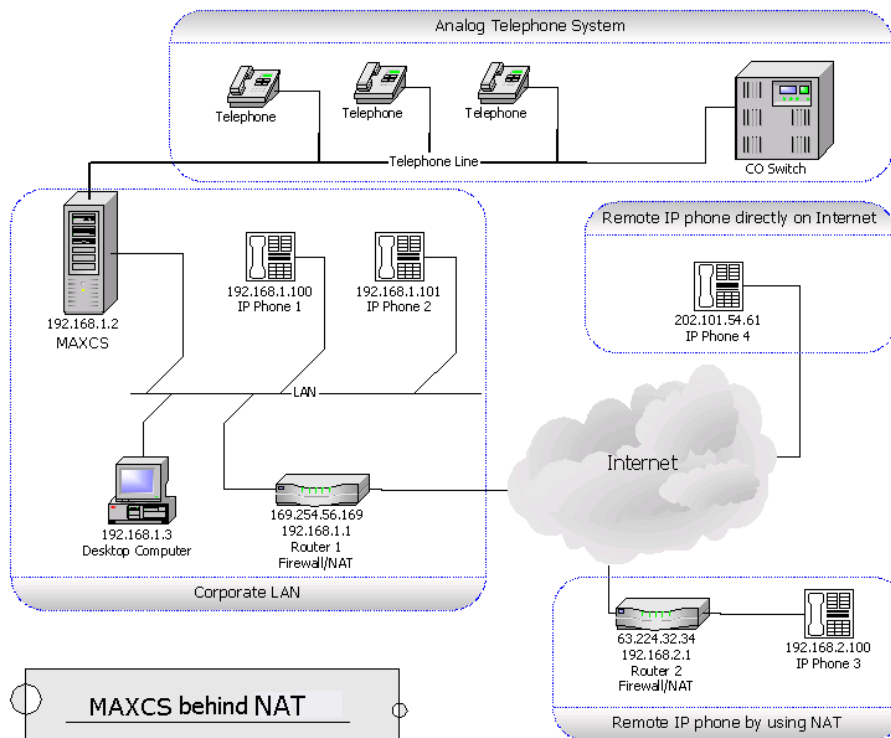 Analog Telephone System
Telephone
Telephone
Telephone
Telephone Line
CO Switch
192.168.1.2
MAXCS
192.168.1.100
IP Phone 1
192.168.1.101
IP Phone 2
LAN
192.168.1.3
Desktop Computer
169.254.56.169
192.168.1.1
Router 1
Firewall/NAT
Corporate LAN
Remote IP phone directly on Internet
202.101.54.61
IP Phone 4
Internet
63.224.32.34
192.168.2.1
Router 2
Firewall/NAT
192.168.2.100
IP Phone 3
Remote IP phone by using NAT
MAXCS behind NAT